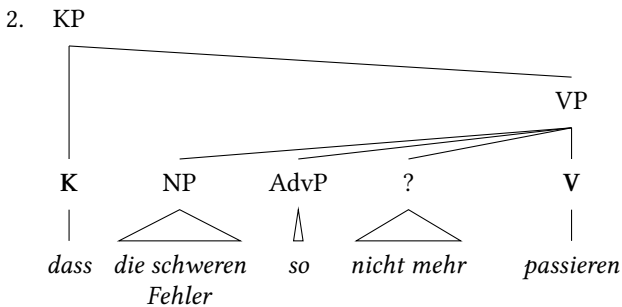 2. KP
VP
K NP AdvP ? V
dass die schweren so nicht mehr passieren
Fehler